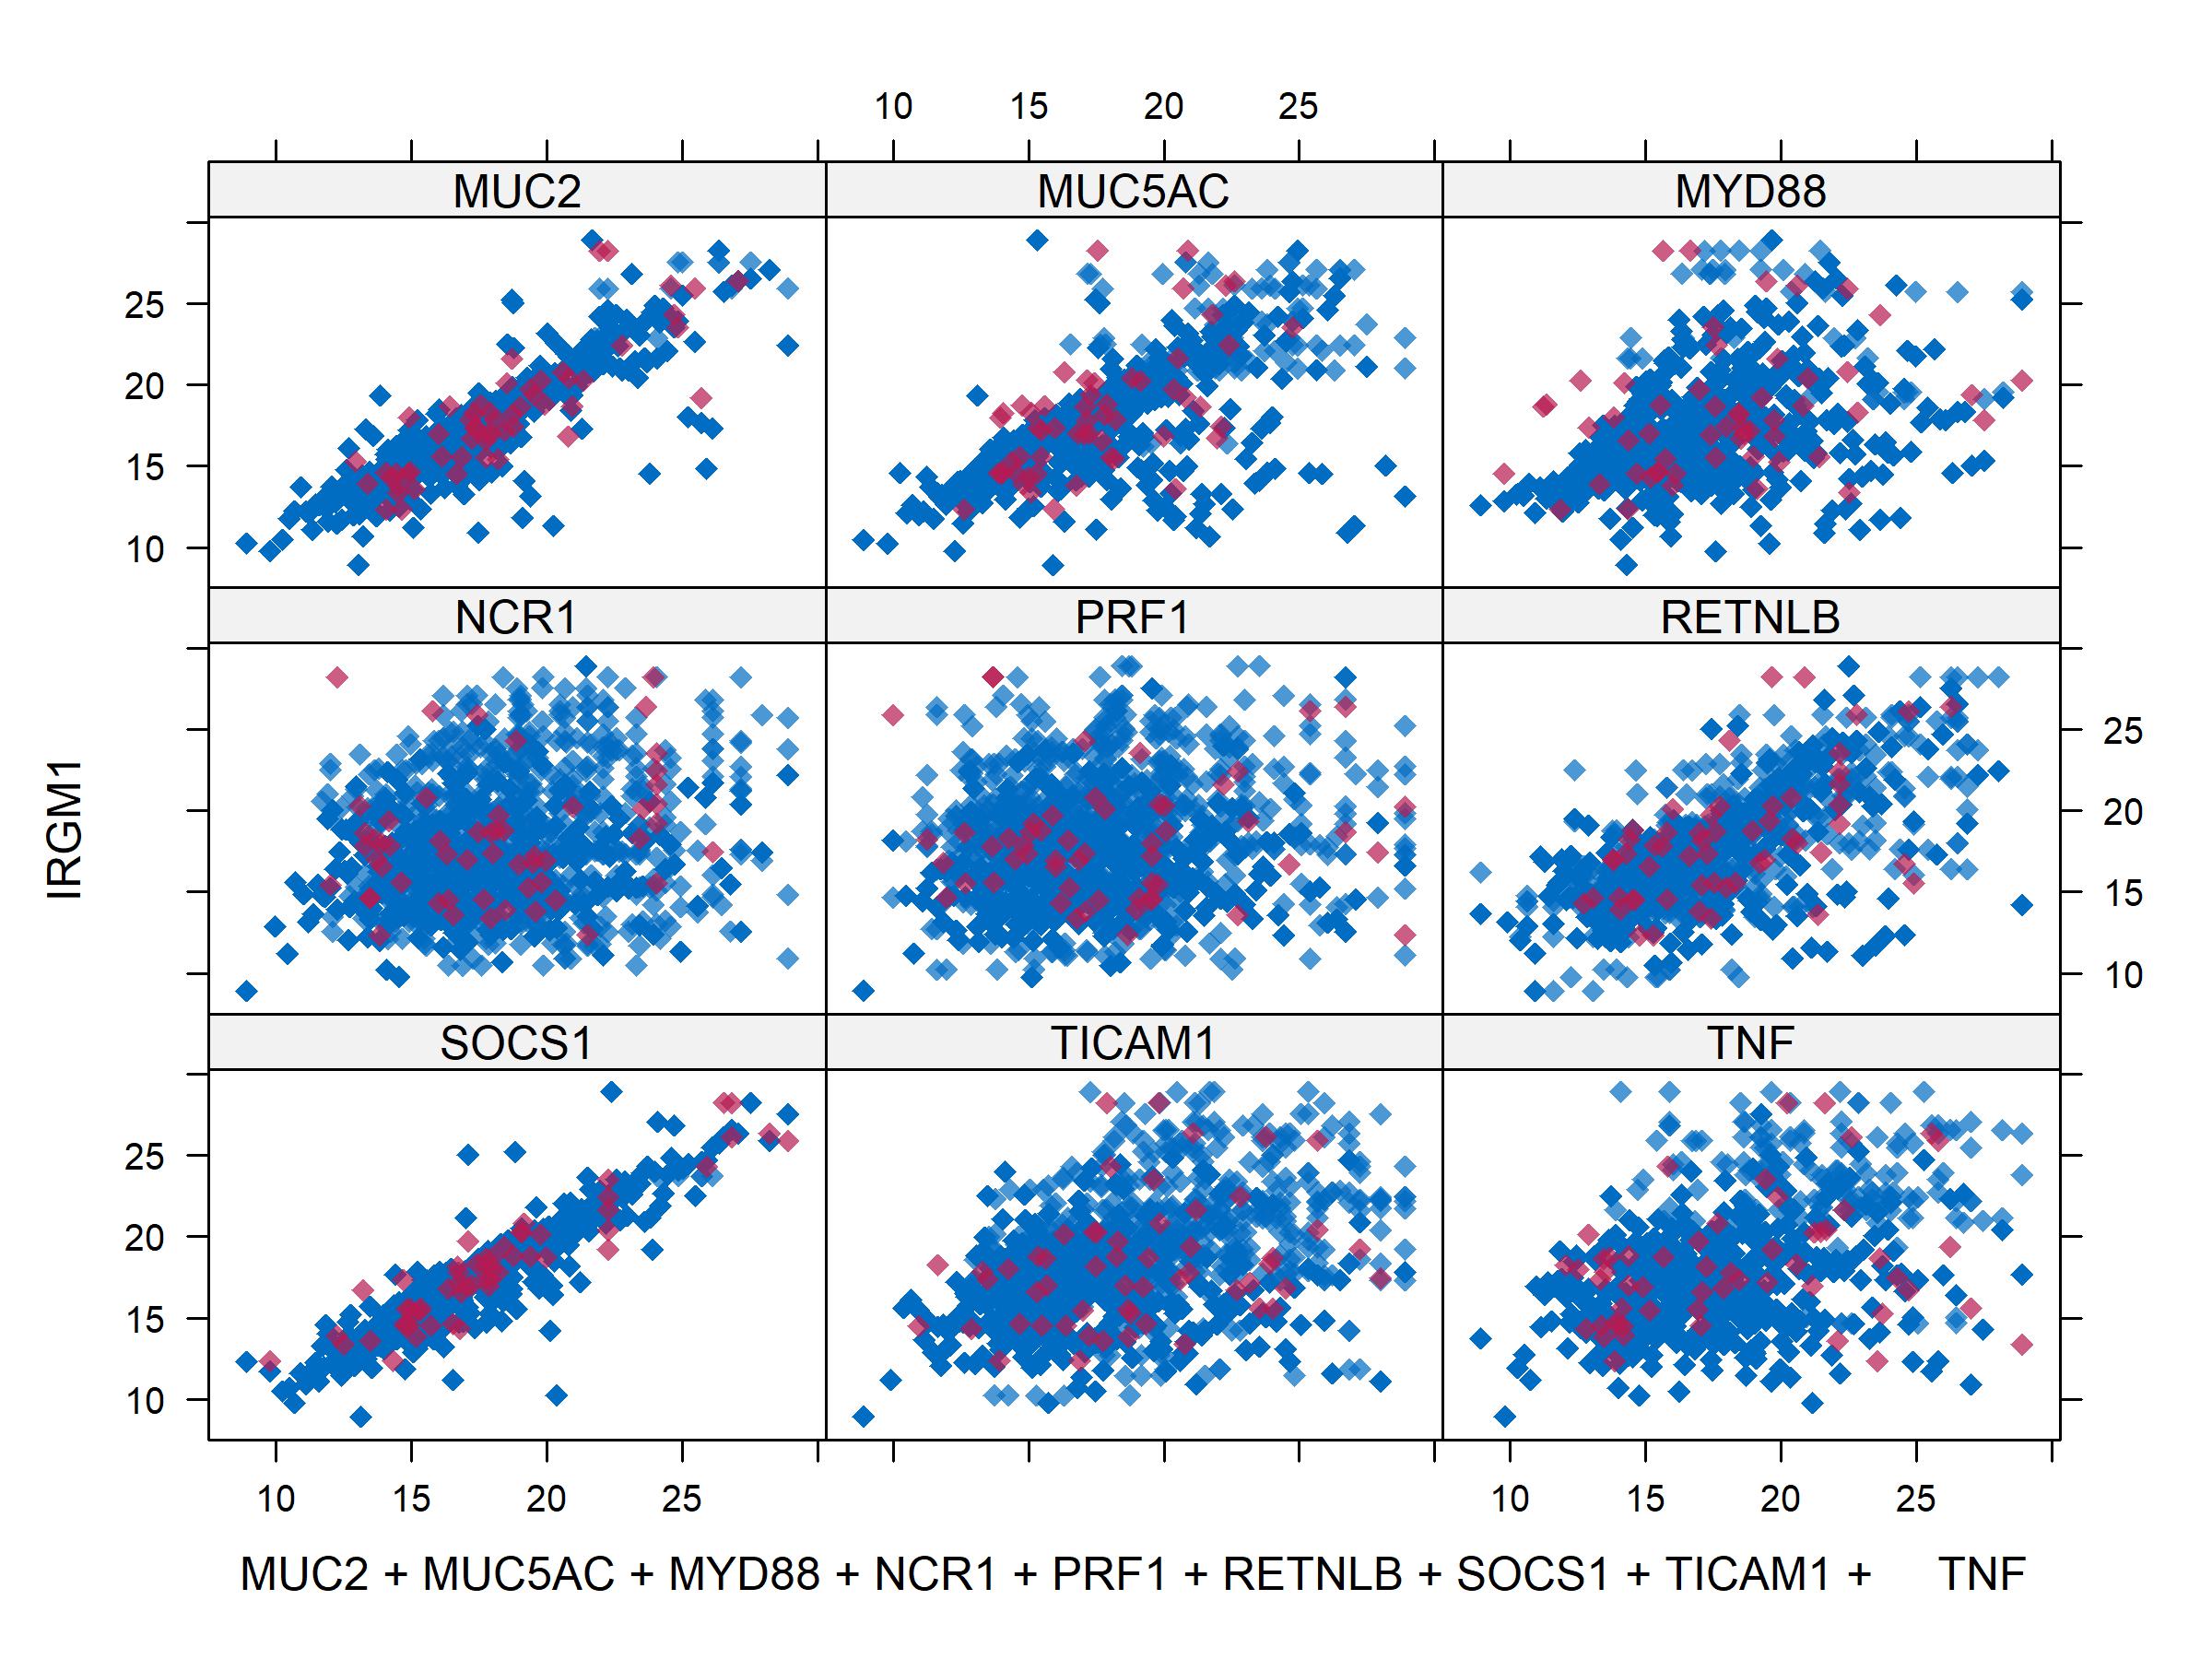 10 15 20 25
MUC2 MUC5AC MYD88
25
20
15
10
NCR1 PRF1 RETNLB
25
20
15
10
IRGM1
SOCS1 TICAM1 TNF
25
20
15
10
10 15 20 25 10 15 20 25
MUC2 + MUC5AC + MYD88 + NCR1 + PRF1 + RETNLB + SOCS1 + TICAM1 + TNF